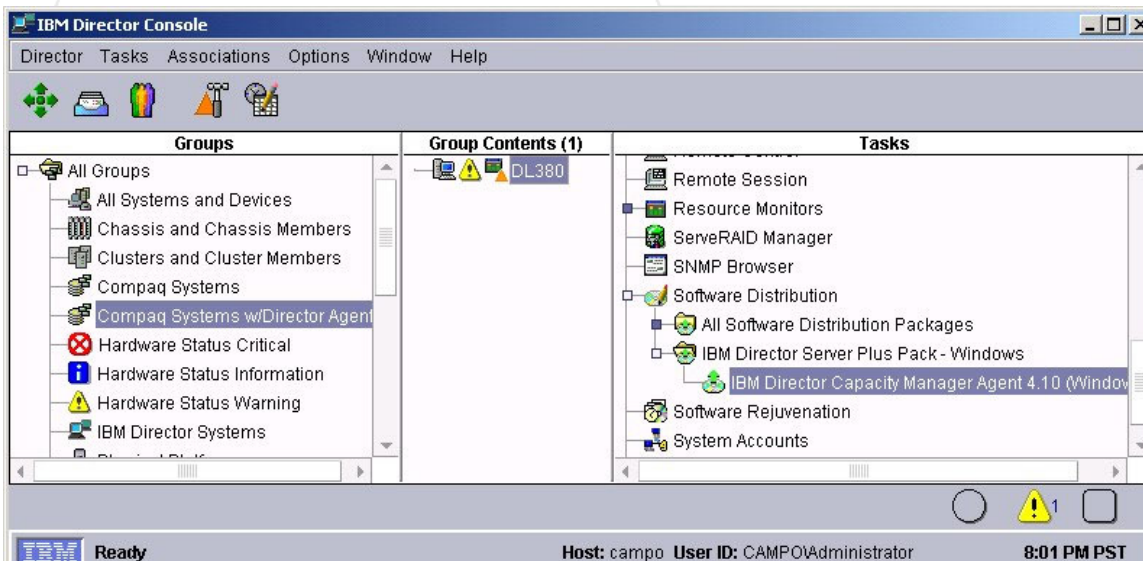 IBM Director Console
Director Tasks Associations Options Window Help
Groups
All Groups
All Systems and Devices
Chassis and Chassis Members
Clusters and Cluster Members
Compaq Systems
Compaq Systems w/Director Agent
Hardware Status Critical
Hardware Status Information
Hardware Status Warning
IBM Director Systems
Group Contents (1)
DL380
Tasks
Remote Session
Resource Monitors
ServeRAID Manager
SNMP Browser
Software Distribution
All Software Distribution Packages
IBM Director Server Plus Pack - Windows
IBM Director Capacity Manager Agent 4.10 (Window
Software Rejuvenation
System Accounts
1
IBM Ready Host: campo User ID: CAMPO\Administrator 8:01 PM PST